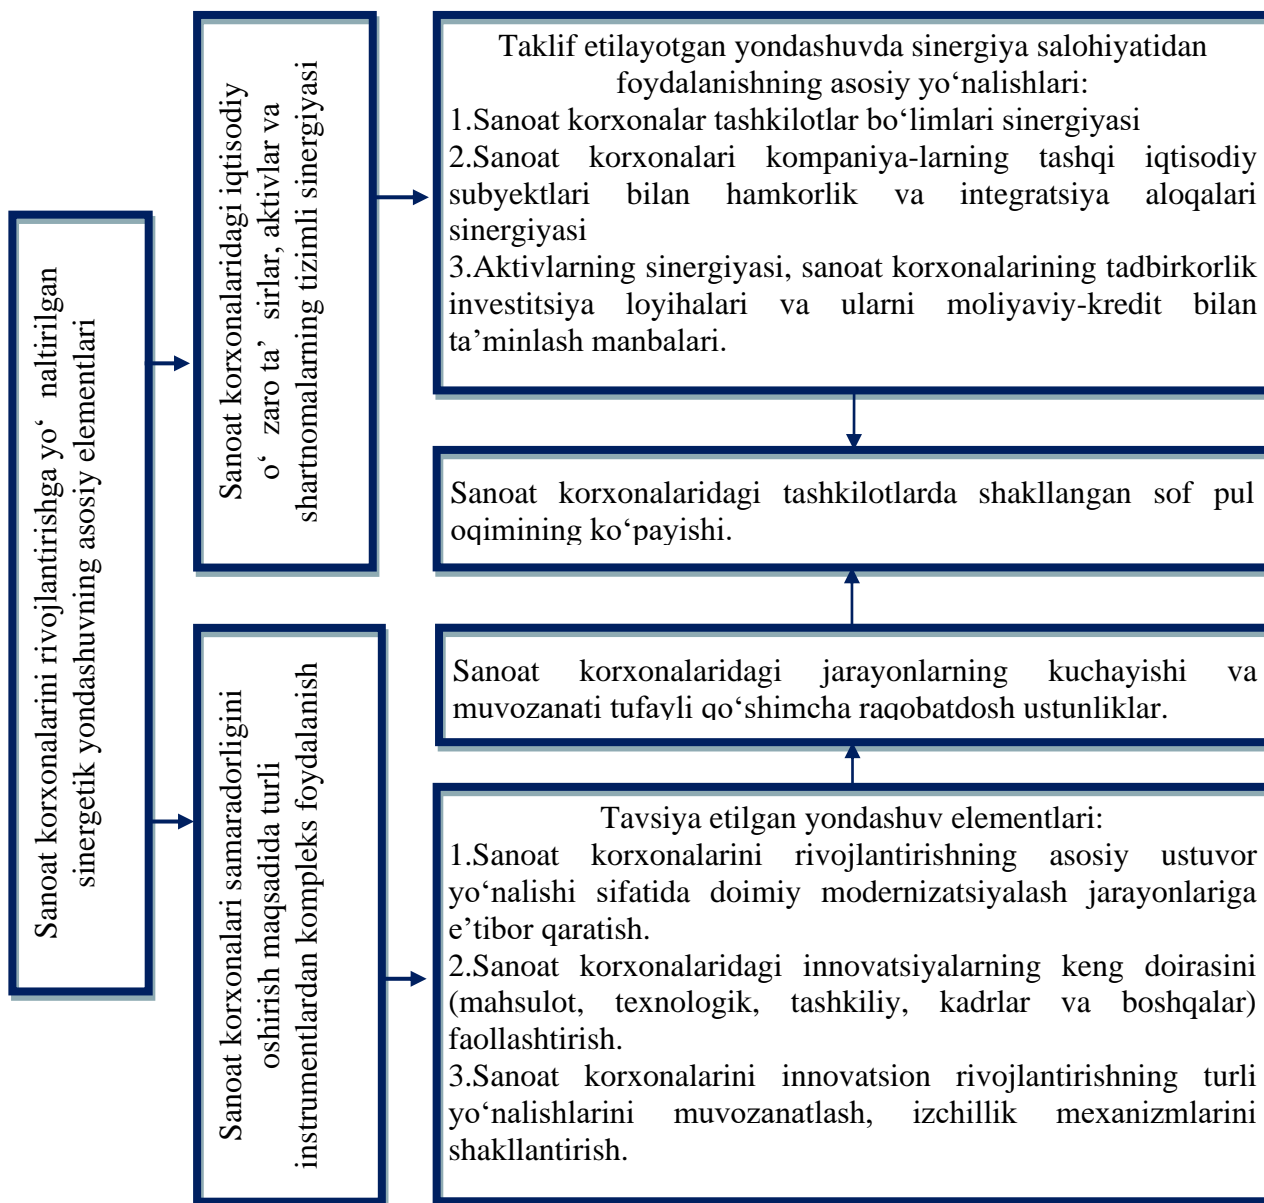 Sanoat korxonalarini rivojlantirishga yo‘ naltirilgan
sinergetik yondashuvning asosiy elementlari
Sanoat korxonalaridagi iqtisodiy
o‘ zaro ta’ sirlar, aktivlar va
shartnomalarning tizimli sinergiyasi
Taklif etilayotgan yondashuvda sinergiya salohiyatidan
foydalanishning asosiy yo‘nalishlari:
1.Sanoat korxonalar tashkilotlar bo‘limlari sinergiyasi
2.Sanoat korxonalari kompaniya-larning tashqi iqtisodiy
subyektlari bilan hamkorlik va integratsiya aloqalari
sinergiyasi
3.Aktivlarning sinergiyasi, sanoat korxonalarining tadbirkorlik
investitsiya loyihalari va ularni moliyaviy-kredit bilan
ta’minlash manbalari.
Sanoat korxonalaridagi tashkilotlarda shakllangan sof pul
oqimining ko‘payishi.
Sanoat korxonalaridagi jarayonlarning kuchayishi va
muvozanati tufayli qo‘shimcha raqobatdosh ustunliklar.
Sanoat korxonalari samaradorligini
oshirish maqsadida turli
instrumentlardan kompleks foydalanish
Tavsiya etilgan yondashuv elementlari:
1.Sanoat korxonalarini rivojlantirishning asosiy ustuvor
yo‘nalishi sifatida doimiy modernizatsiyalash jarayonlariga
e’tibor qaratish.
2.Sanoat korxonalaridagi innovatsiyalarning keng doirasini
(mahsulot, texnologik, tashkiliy, kadrlar va boshqalar)
faollashtirish.
3.Sanoat korxonalarini innovatsion rivojlantirishning turli
yo‘nalishlarini muvozanatlash, izchillik mexanizmlarini
shakllantirish.